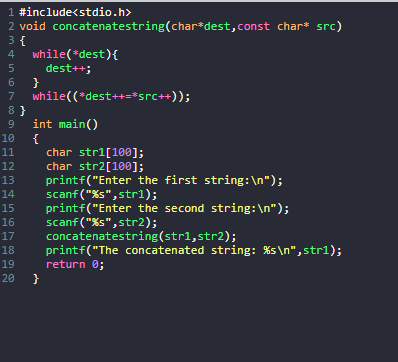 1 #include<stdio.h>
2 void concatenatestring(char*dest,const char* src)
3 {
4   while(*dest){
5     dest++;
6   }
7   while((*dest++=*src++));
8 }
9   int main()
10   {
11     char str1[100];
12     char str2[100];
13     printf("Enter the first string:\n");
14     scanf("%s",str1);
15     printf("Enter the second string:\n");
16     scanf("%s",str2);
17     concatenatestring(str1,str2);
18     printf("The concatenated string: %s\n",str1);
19     return 0;
20   }